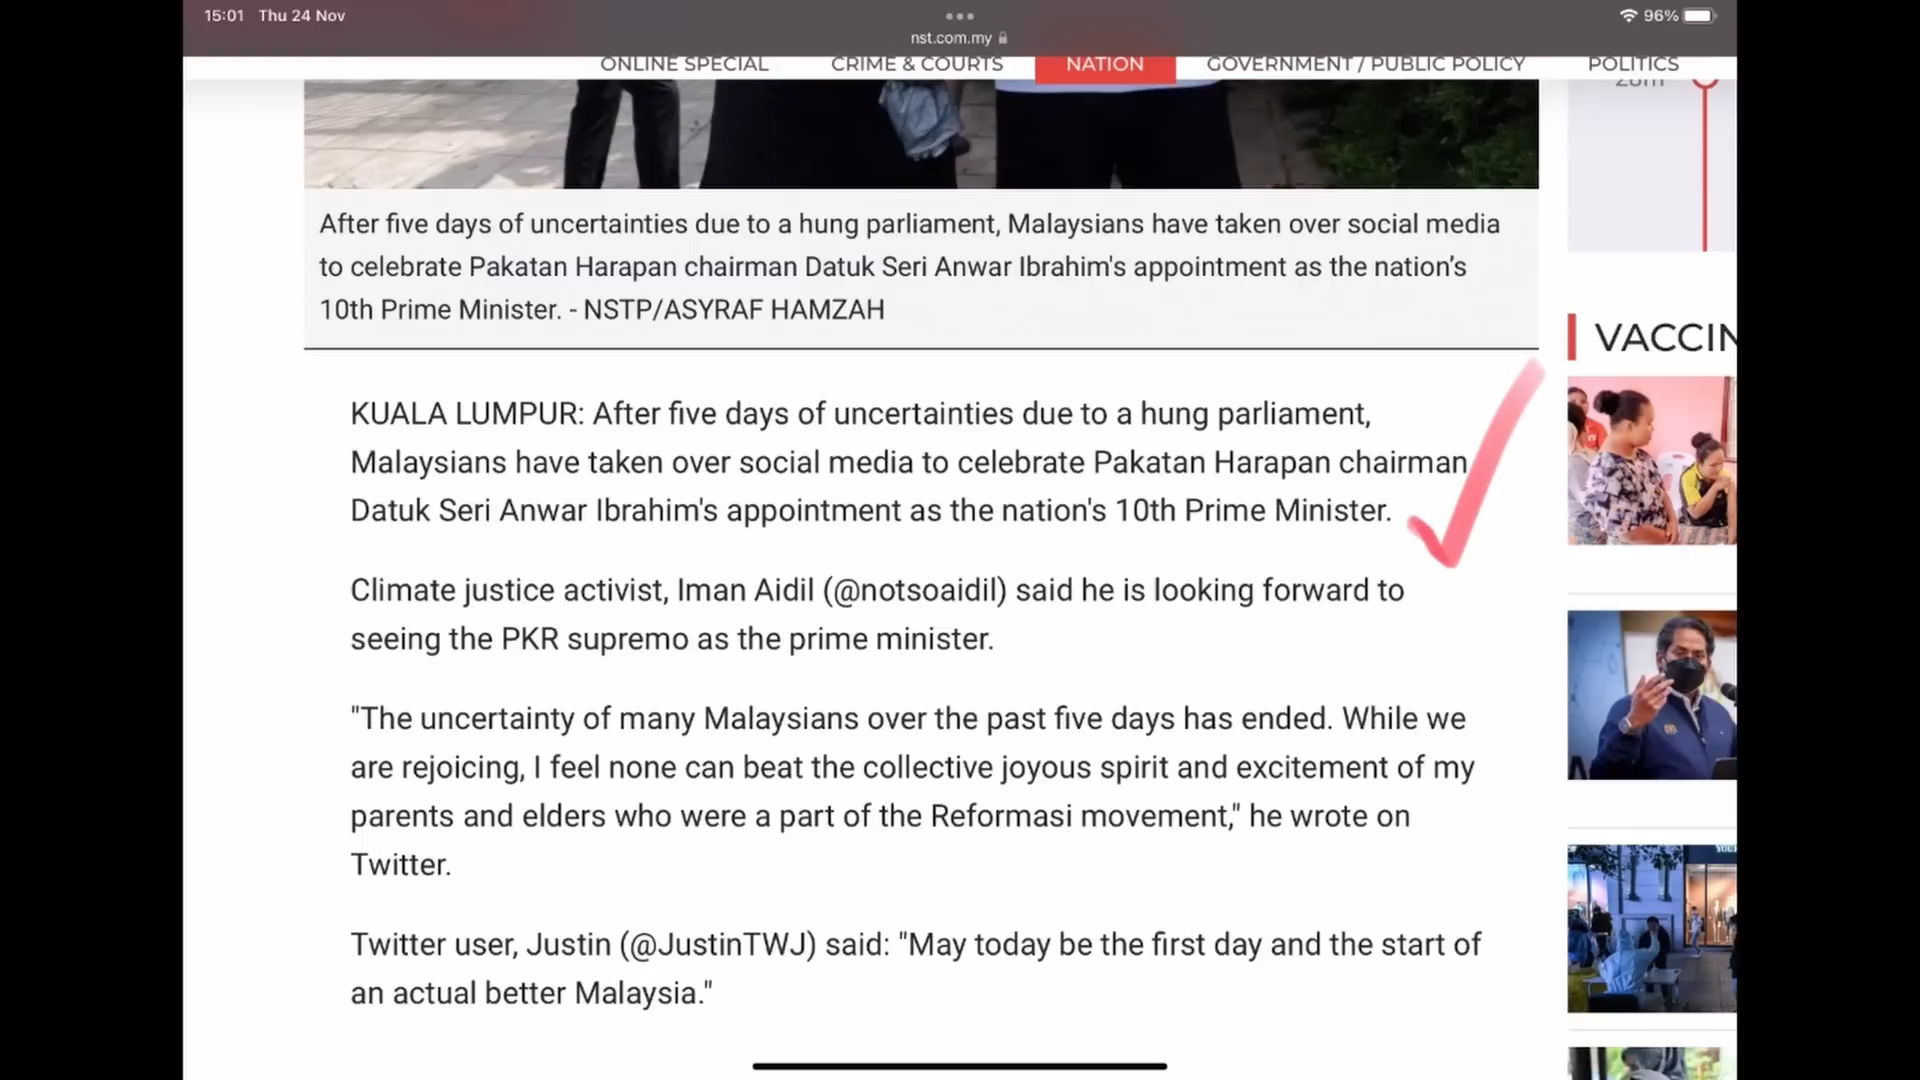 15:01 Thu 24 Nov
96%
nst.com.my
ONLINE SPECIAL CRIME & COURTS NATION GOVERNMENT / PUBLIC POLICY POLITICS
After five days of uncertainties due to a hung parliament, Malaysians have taken over social media
to celebrate Pakatan Harapan chairman Datuk Seri Anwar Ibrahim's appointment as the nation’s
10th Prime Minister. - NSTP/ASYRAF HAMZAH
VACCIN
KUALA LUMPUR: After five days of uncertainties due to a hung parliament,
Malaysians have taken over social media to celebrate Pakatan Harapan chairman
Datuk Seri Anwar Ibrahim's appointment as the nation's 10th Prime Minister.
Climate justice activist, Iman Aidil (@notsoaidil) said he is looking forward to
seeing the PKR supremo as the prime minister.
"The uncertainty of many Malaysians over the past five days has ended. While we
are rejoicing, I feel none can beat the collective joyous spirit and excitement of my
parents and elders who were a part of the Reformasi movement," he wrote on
Twitter.
Twitter user, Justin (@JustinTWJ) said: "May today be the first day and the start of
an actual better Malaysia."